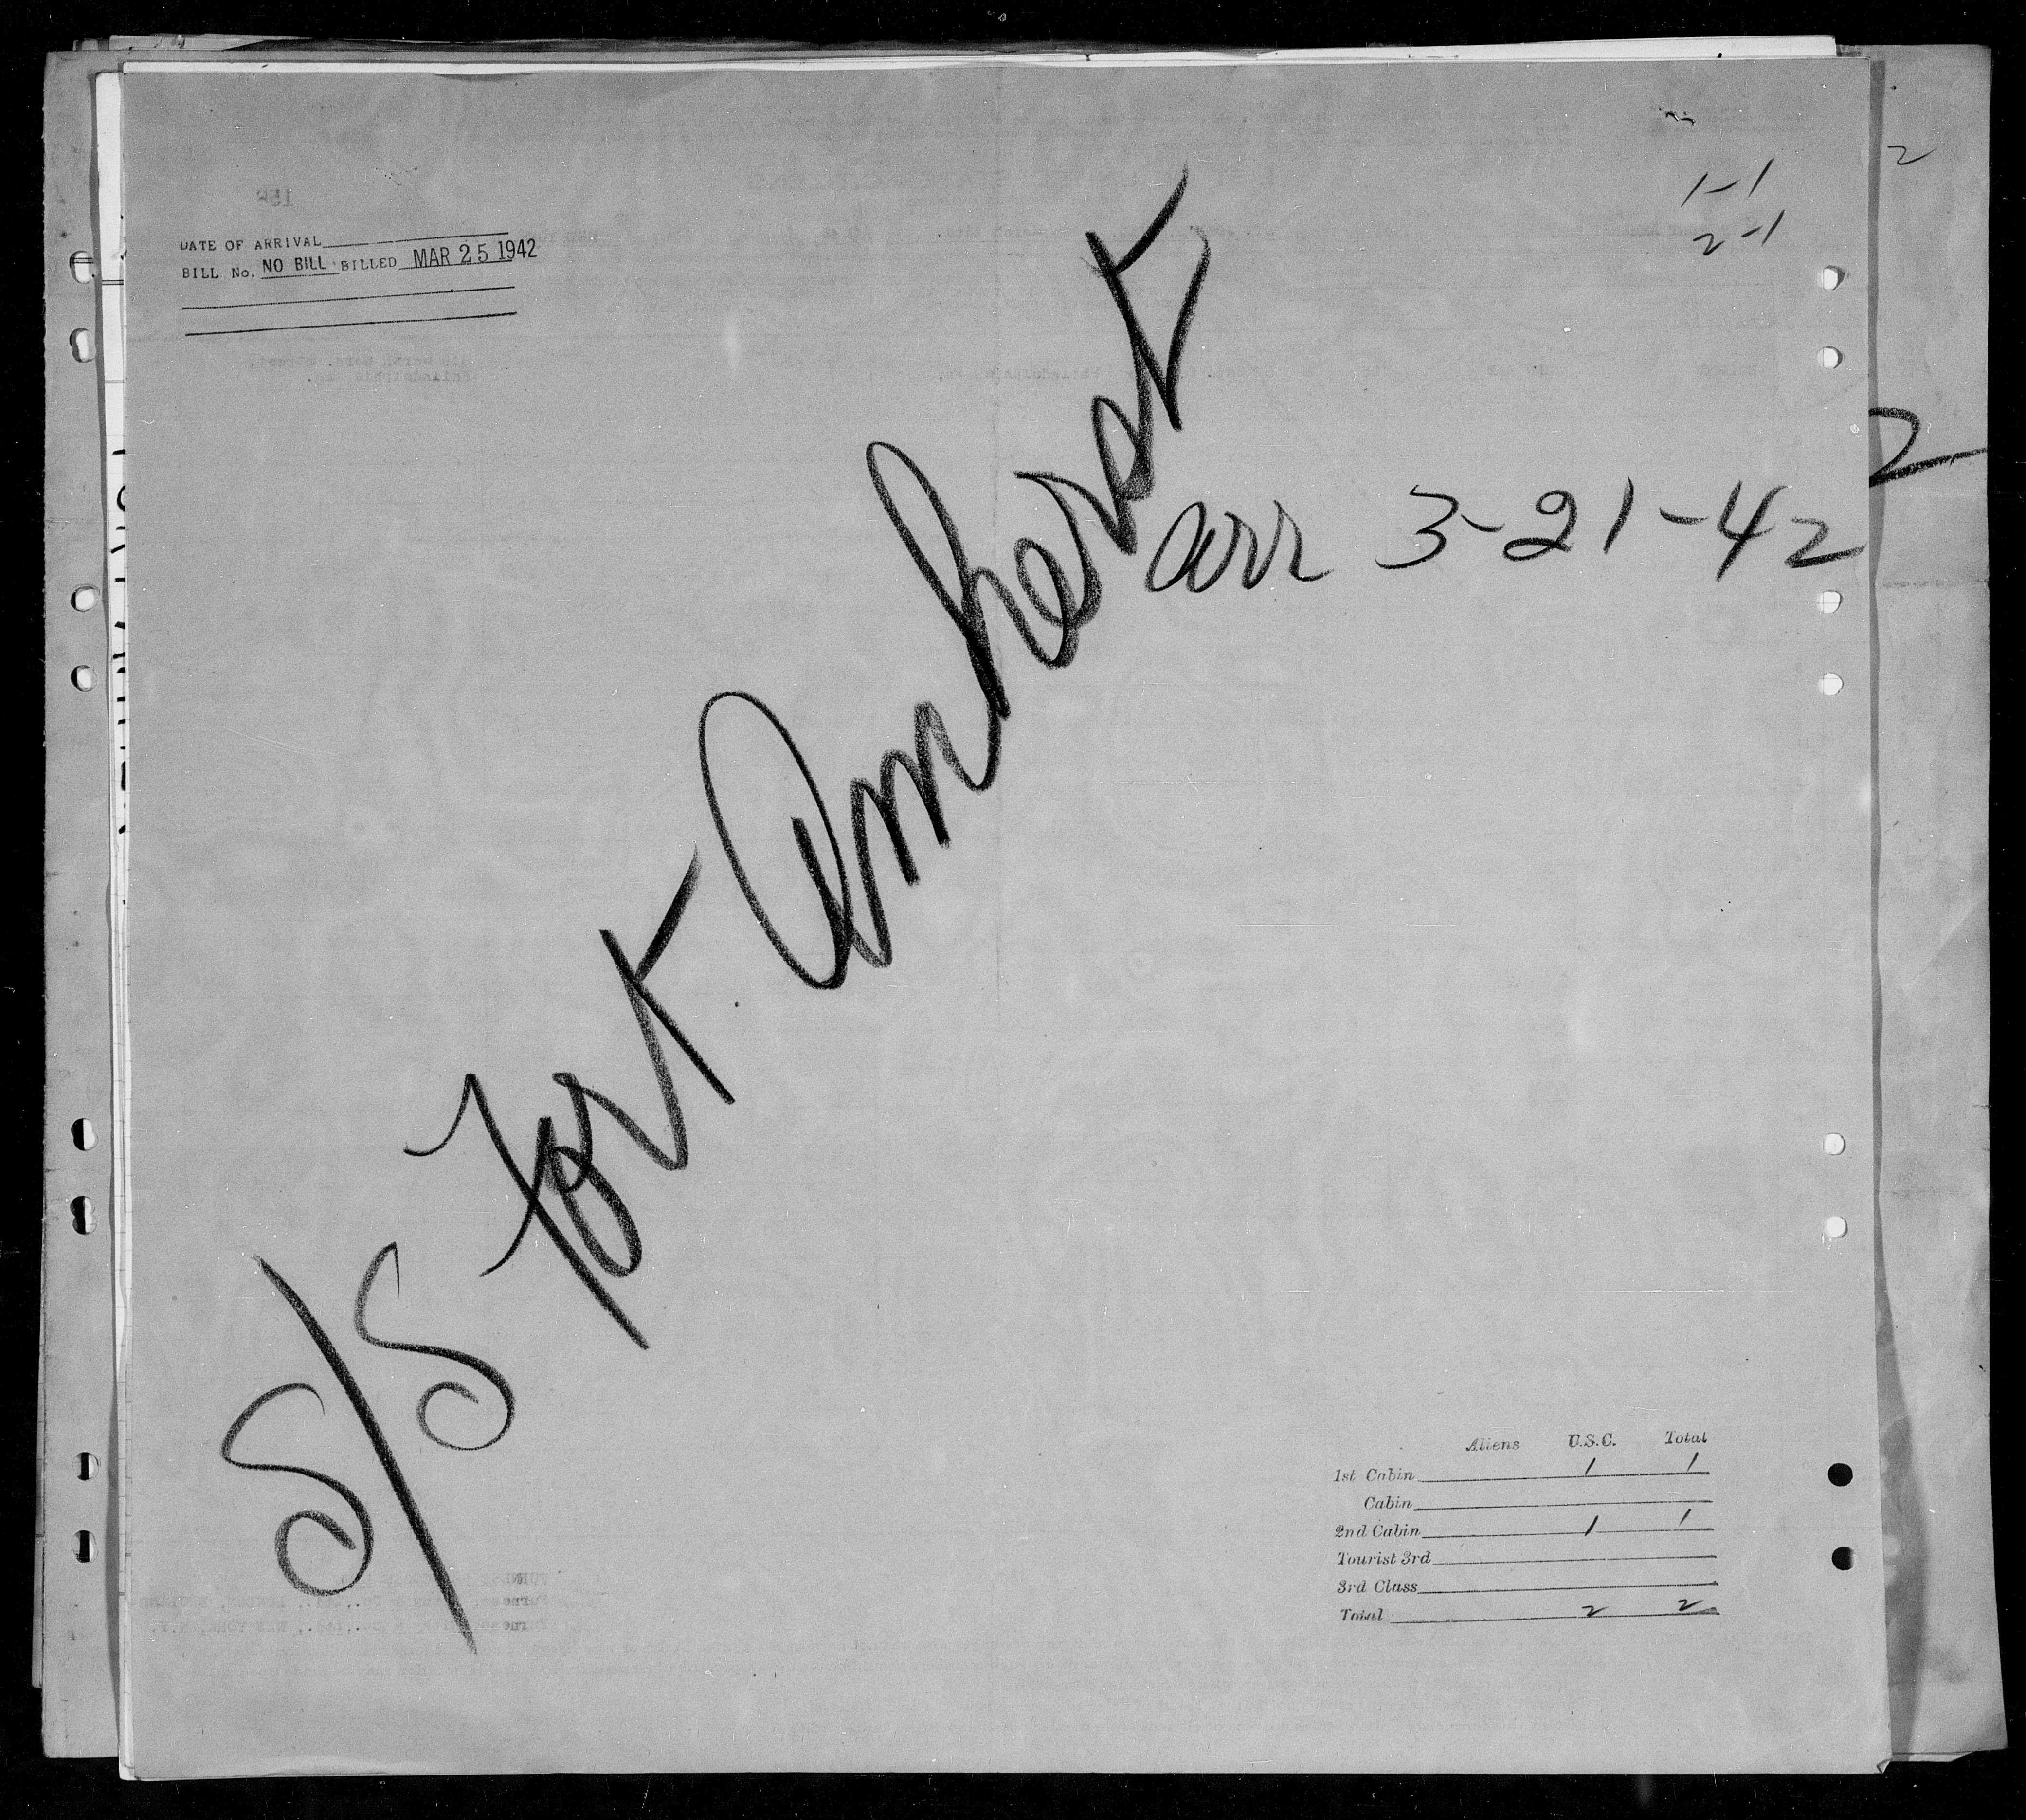 2
1-1
2-1
DATE OF ARRIVAL
BILL No. NO BILL BILLED MAR 25 1942
S/S Fort Amherst
2
arr 3-21-42
Aliens U.S.C. Total
1st Cabin 1 1
Cabin
2nd Cabin 1 1
Tourist 3rd
3rd Class
Total 2 2